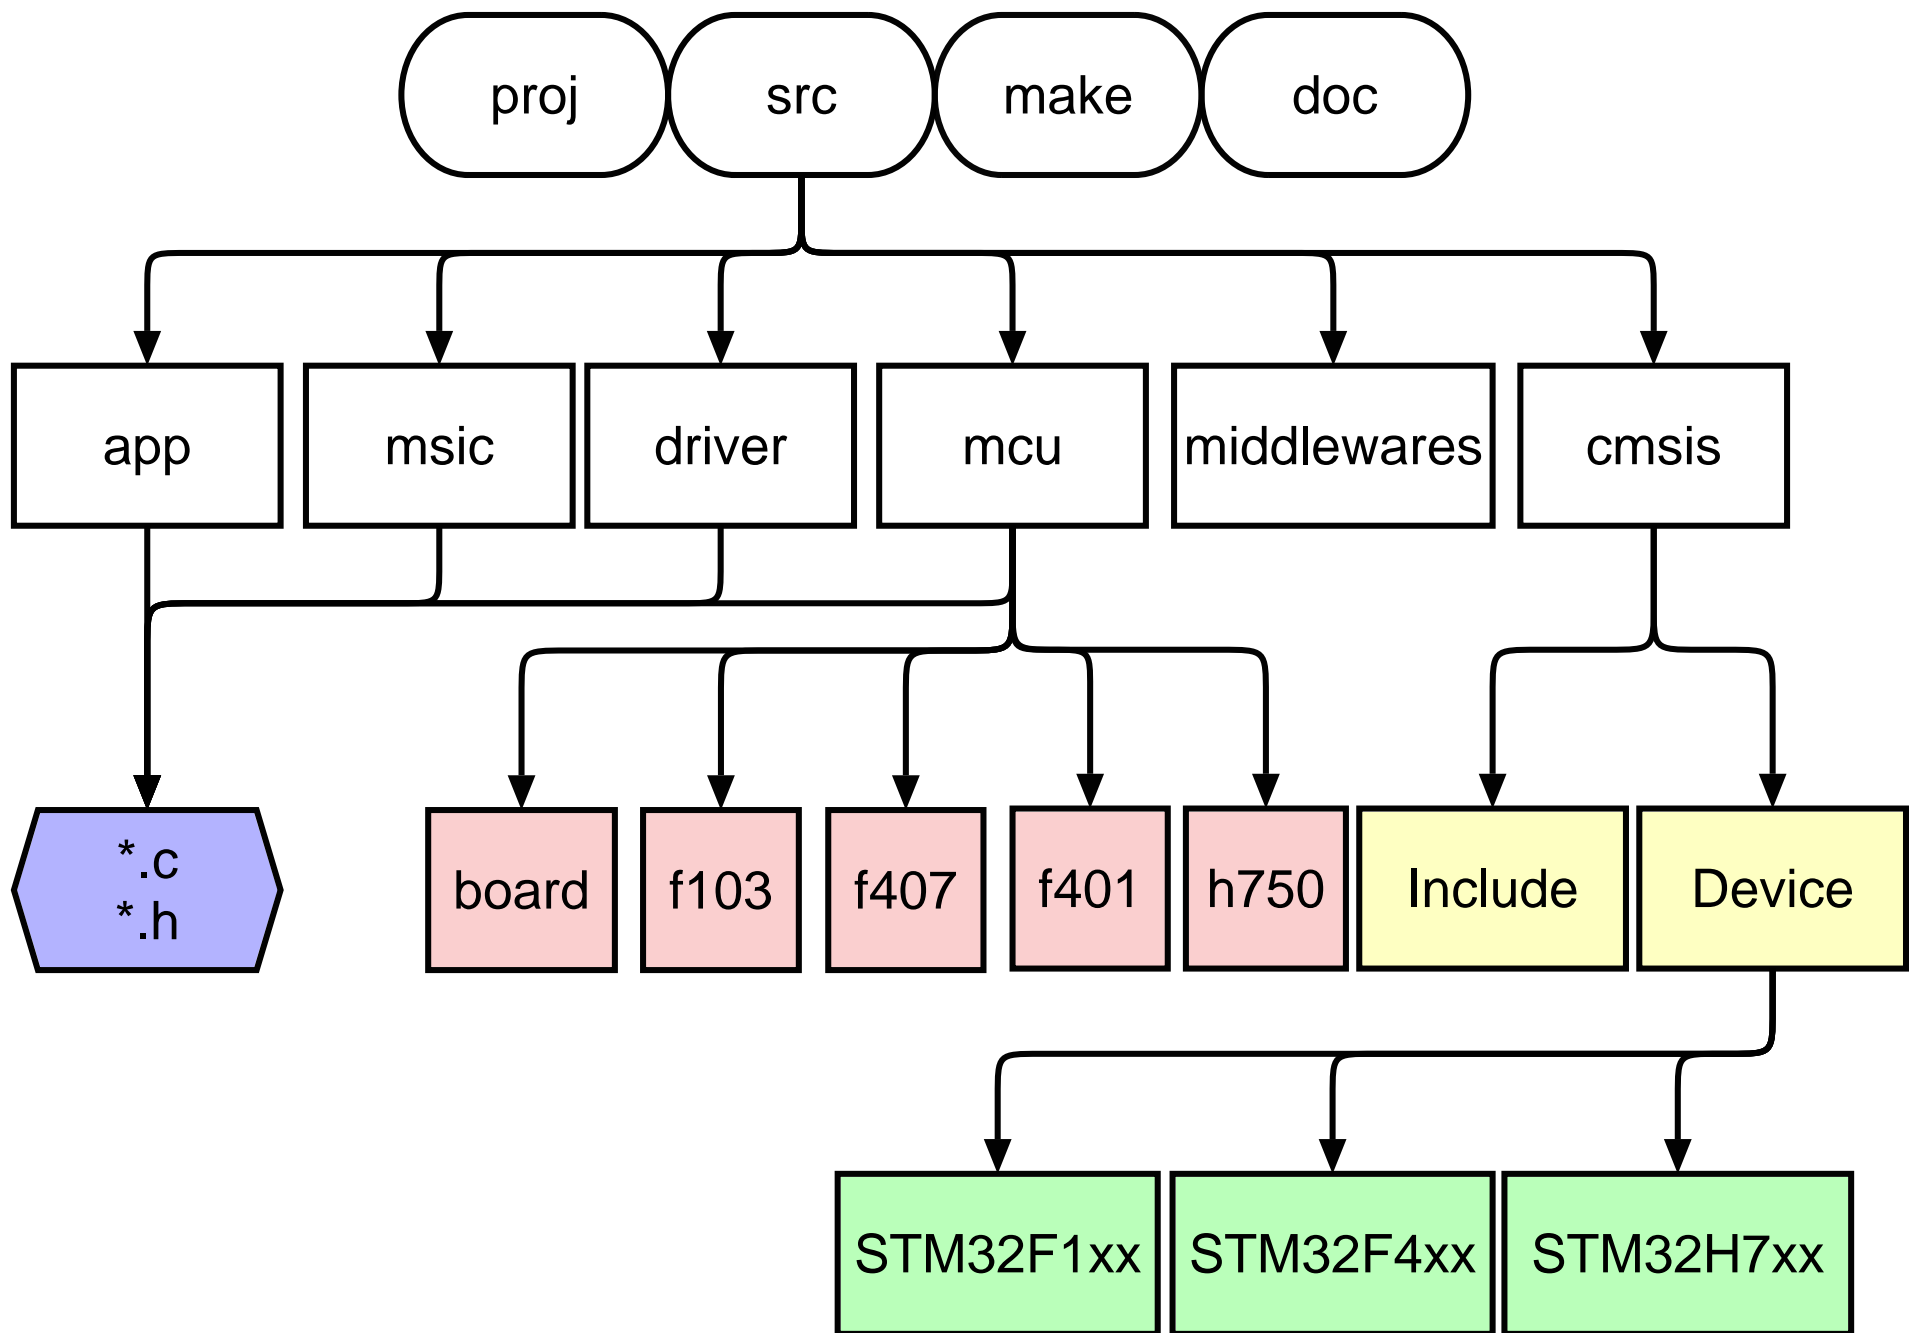 proj
src
make
doc
app
msic
driver
mcu
middlewares
cmsis
*.c
*.h
board
f103
f407
f401
h750
Include
Device
STM32F1xx
STM32F4xx
STM32H7xx